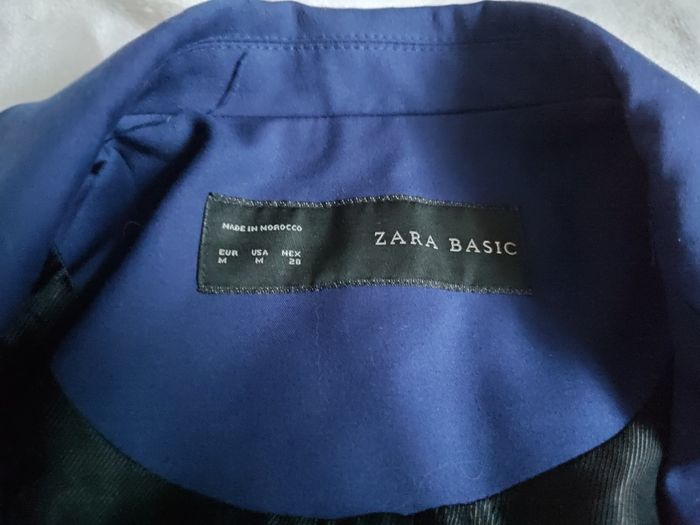 MADE IN MOROCCO
EUR USA MEX
M M 28
ZARA BASIC